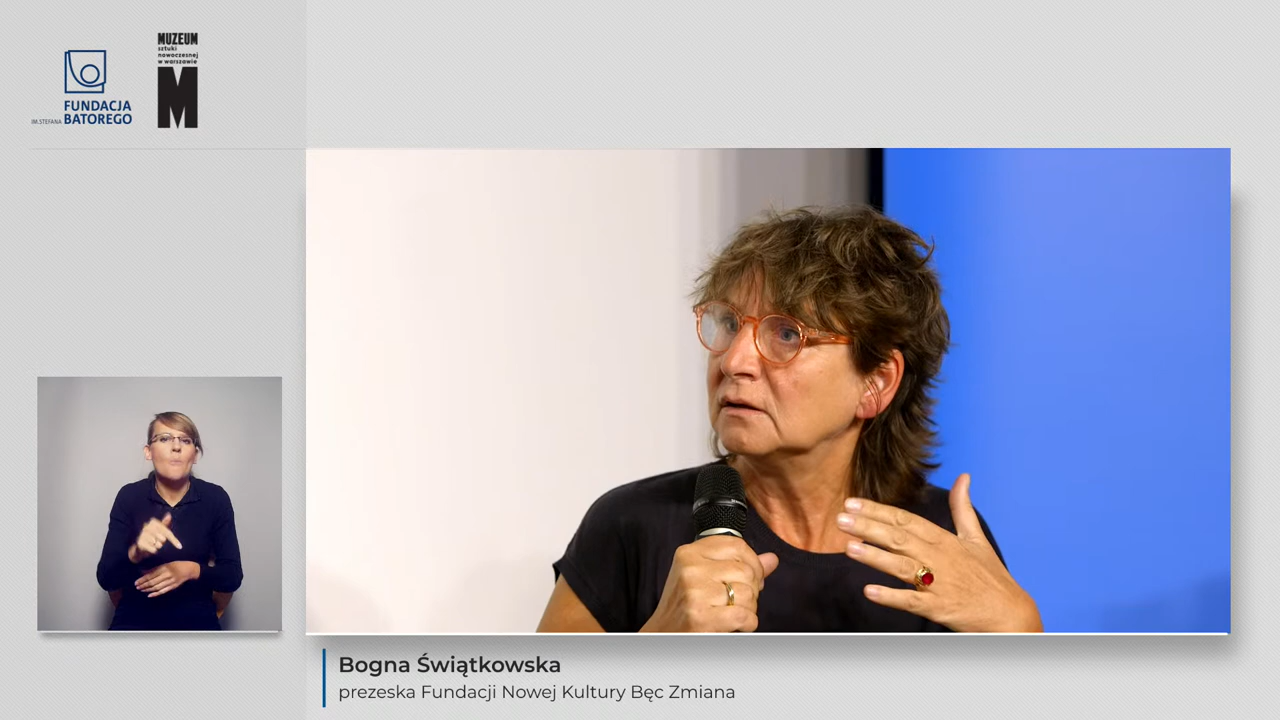 FUNDACJA
IM. STEFANA BATOREGO
MUZEUM
sztuki
nowoczesnej
w warszawie
M
Bogna Świątkowska
prezeska Fundacji Nowej Kultury Bęc Zmiana